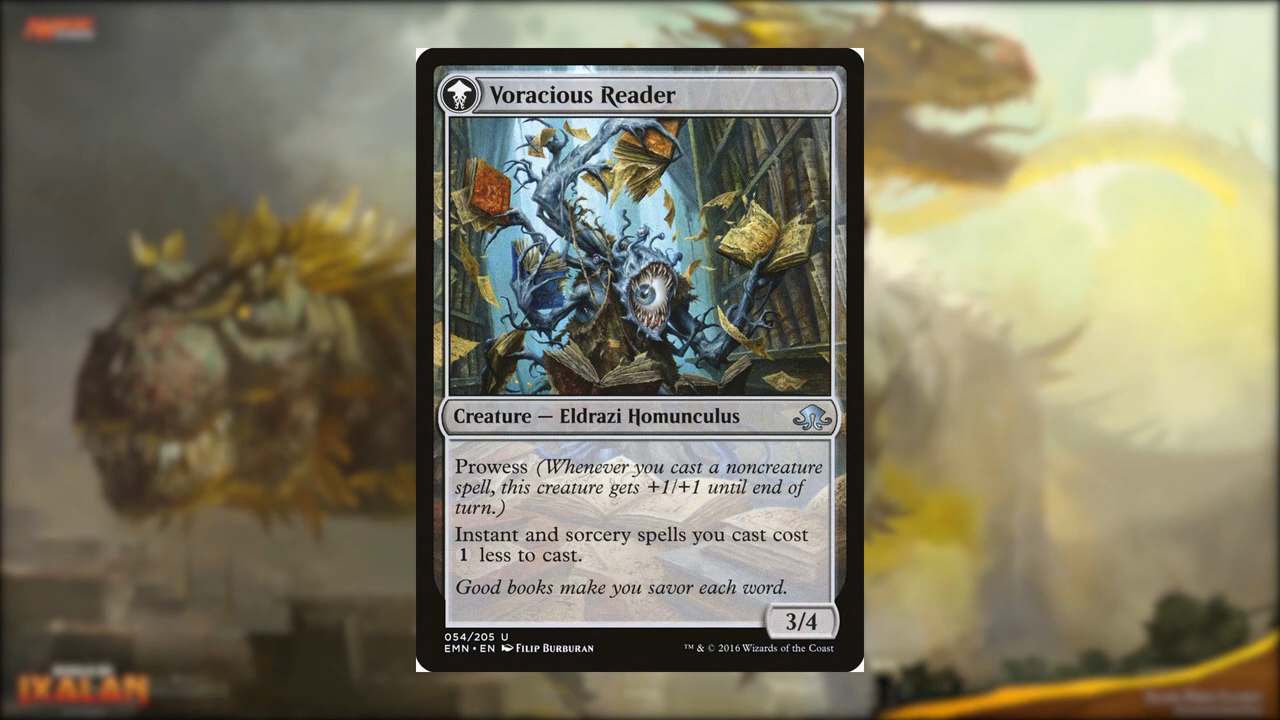 Voracious Reader
Creature — Eldrazi Homunculus
Prowess (Whenever you cast a noncreature
spell, this creature gets +1/+1 until end of
turn.)
Instant and sorcery spells you cast cost
1 less to cast.
Good books make you savor each word.
3/4
054/205 U
EMN • EN Filip Burburan
™ & © 2016 Wizards of the Coast
IXALAN